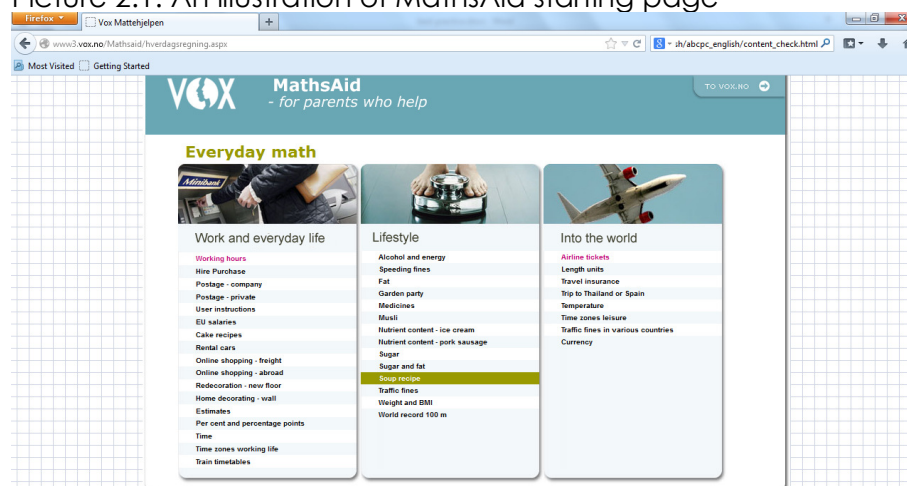 Picture 2.1: An illustration of MathsAid starting page
Firefox
Vox Mattehjelpen
www3.vox.no/Mathsaid/hverdagsregning.aspx
sh/abcpc_english/content_check.html
Most Visited
Getting Started
VOX
MathsAid
- for parents who help
TO VOX.NO
Everyday math
Minibank
Work and everyday life
Working hours
Hire Purchase
Postage - company
Postage - private
User instructions
EU salaries
Cake recipes
Rental cars
Online shopping - freight
Online shopping - abroad
Redecoration - new floor
Home decorating - wall
Estimates
Per cent and percentage points
Time
Time zones working life
Train timetables
Lifestyle
Alcohol and energy
Speeding fines
Fat
Garden party
Medicines
Musli
Nutrient content - ice cream
Nutrient content - pork sausage
Sugar
Sugar and fat
Soup recipe
Traffic fines
Weight and BMI
World record 100 m
Into the world
Airline tickets
Length units
Travel insurance
Trip to Thailand or Spain
Temperature
Time zones leisure
Traffic fines in various countries
Currency